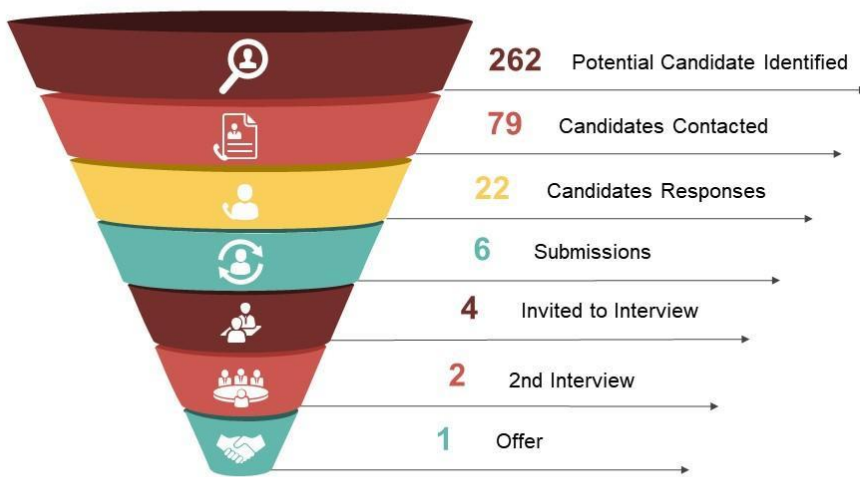 262 Potential Candidate Identified
79 Candidates Contacted
22 Candidates Responses
6 Submissions
4 Invited to Interview
2 2nd Interview
1 Offer